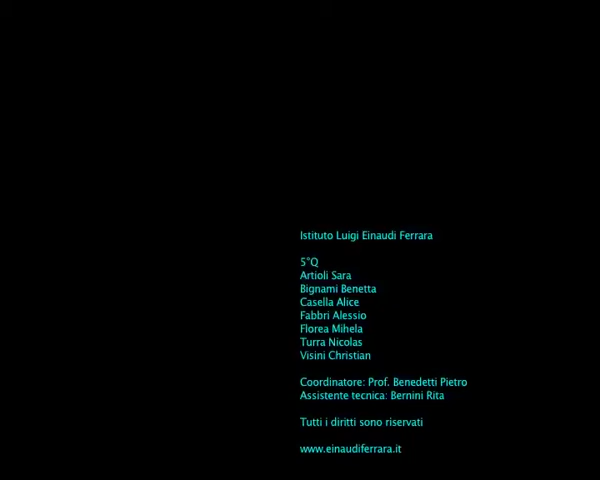 Istituto Luigi Einaudi Ferrara
5°Q
Artioli Sara
Bignami Benetta
Casella Alice
Fabbri Alessio
Florea Mihela
Turra Nicolas
Visini Christian
Coordinatore: Prof. Benedetti Pietro
Assistente tecnica: Bernini Rita
Tutti i diritti sono riservati
www.einaudiferrara.it